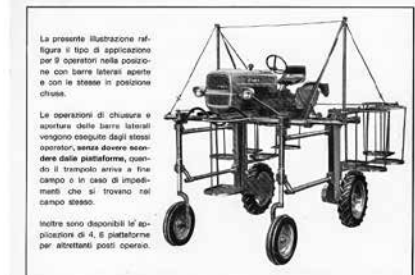 La presente illustrazione raf-
figura il tipo di applicazione
per 9 operatori nella posizio-
ne con barre laterali aperte
e con le stesse in posizione
chiusa.
Le operazioni di chiusura e
apertura delle barre laterali
vengono eseguite dagli stessi
operatori, senza dovere scen-
dere dalla piattaforma, quan-
do il trampolo arriva a fine
campo o in caso di impedi-
menti che si trovano nel
campo stesso.
Inoltre sono disponibili le ap-
plicazioni di 4, 6 piattaforme
per altrettanti posti operaio.